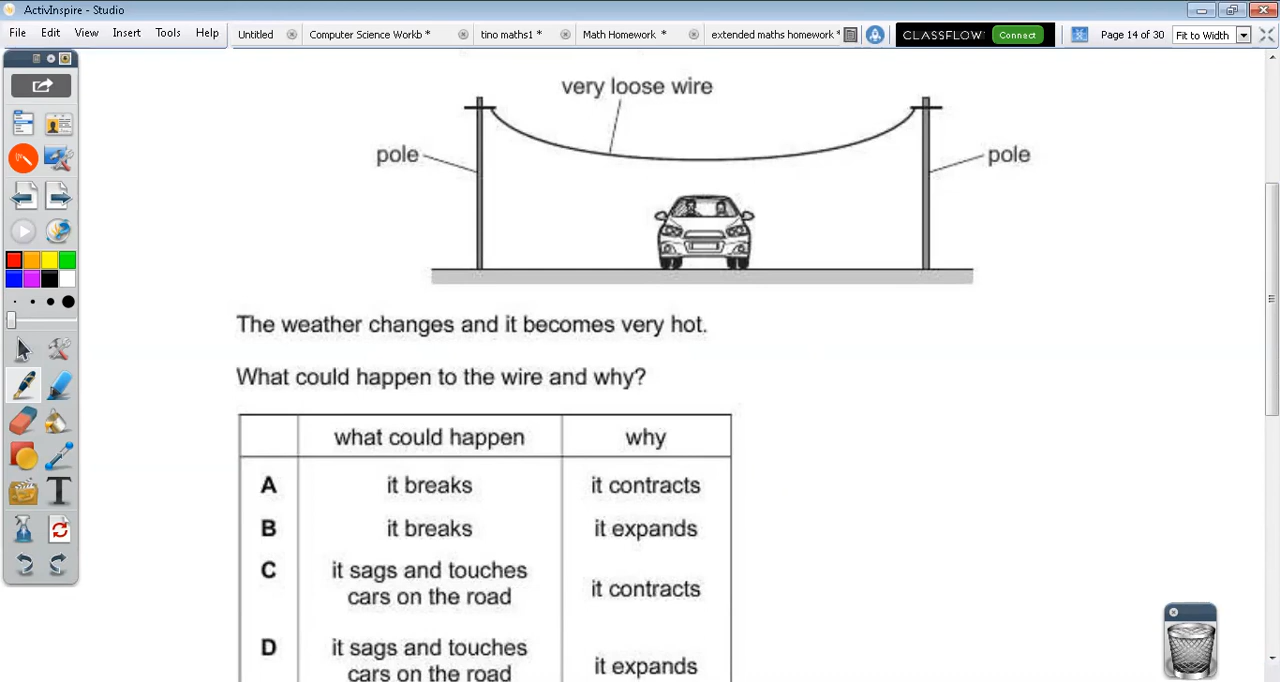 ActivInspire - Studio
File Edit View Insert Tools Help Untitled Computer Science Workb * tino maths1 * Math Homework * extended maths homework * CLASSFLOW Connect Page 14 of 30 Fit to Width
very loose wire
pole pole
The weather changes and it becomes very hot.
What could happen to the wire and why?
what could happen why
A it breaks it contracts
B it breaks it expands
C it sags and touches cars on the road it contracts
D it sags and touches cars on the road it expands